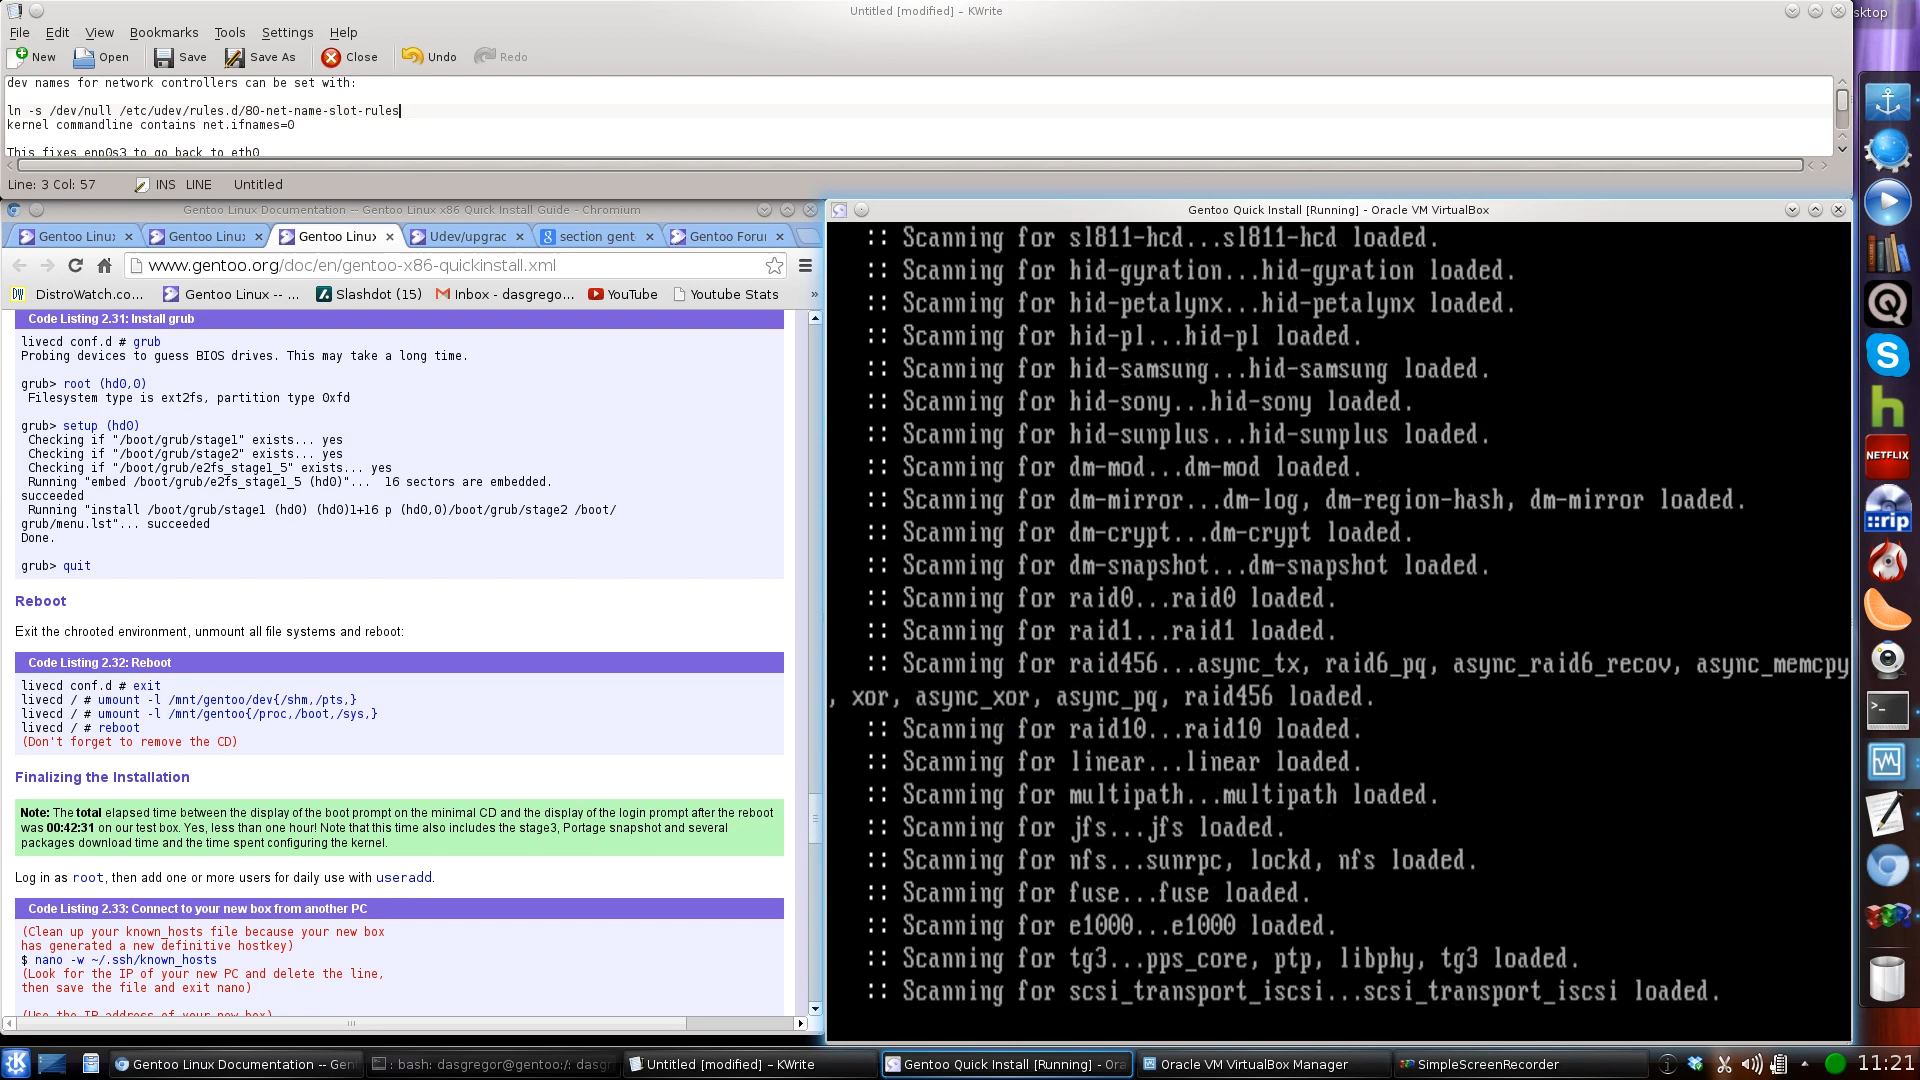 Untitled [modified] – KWrite
sktop
File Edit View Bookmarks Tools Settings Help
New Open Save Save As Close Undo Redo
dev names for network controllers can be set with:
ln -s /dev/null /etc/udev/rules.d/80-net-name-slot-rules
kernel commandline contains net.ifnames=0
This fixes enp0s3 to go back to eth0
Line: 3 Col: 57 INS LINE Untitled
Gentoo Linux Documentation -- Gentoo Linux x86 Quick Install Guide - Chromium
Gentoo Linux Gentoo Linux Gentoo Linux Udev/upgrac section gent Gentoo Foru
www.gentoo.org/doc/en/gentoo-x86-quickinstall.xml
DistroWatch.co... Gentoo Linux -- ... Slashdot (15) Inbox - dasgrego... YouTube Youtube Stats »
Code Listing 2.31: Install grub
livecd conf.d # grub
Probing devices to guess BIOS drives. This may take a long time.
grub> root (hd0,0)
Filesystem type is ext2fs, partition type 0xfd
grub> setup (hd0)
Checking if "/boot/grub/stage1" exists... yes
Checking if "/boot/grub/stage2" exists... yes
Checking if "/boot/grub/e2fs_stage1_5" exists... yes
Running "embed /boot/grub/e2fs_stage1_5 (hd0)"...  16 sectors are embedded.
succeeded
Running "install /boot/grub/stage1 (hd0) (hd0)1+16 p (hd0,0)/boot/grub/stage2 /boot/
grub/menu.lst"... succeeded
Done.
grub> quit
Reboot
Exit the chrooted environment, unmount all file systems and reboot:
Code Listing 2.32: Reboot
livecd conf.d # exit
livecd / # umount -l /mnt/gentoo/dev{/shm,/pts,}
livecd / # umount -l /mnt/gentoo{/proc,/boot,/sys,}
livecd / # reboot
(Don't forget to remove the CD)
Finalizing the Installation
Note: The total elapsed time between the display of the boot prompt on the minimal CD and the display of the login prompt after the reboot
was 00:42:31 on our test box. Yes, less than one hour! Note that this time also includes the stage3, Portage snapshot and several
packages download time and the time spent configuring the kernel.
Log in as root, then add one or more users for daily use with useradd.
Code Listing 2.33: Connect to your new box from another PC
(Clean up your known_hosts file because your new box
has generated a new definitive hostkey)
$ nano -w ~/.ssh/known_hosts
(Look for the IP of your new PC and delete the line,
then save the file and exit nano)
(Use the IP address of your new box)
Gentoo Quick Install [Running] - Oracle VM VirtualBox
:: Scanning for sl811-hcd...sl811-hcd loaded.
:: Scanning for hid-gyration...hid-gyration loaded.
:: Scanning for hid-petalynx...hid-petalynx loaded.
:: Scanning for hid-pl...hid-pl loaded.
:: Scanning for hid-samsung...hid-samsung loaded.
:: Scanning for hid-sony...hid-sony loaded.
:: Scanning for hid-sunplus...hid-sunplus loaded.
:: Scanning for dm-mod...dm-mod loaded.
:: Scanning for dm-mirror...dm-log, dm-region-hash, dm-mirror loaded.
:: Scanning for dm-crypt...dm-crypt loaded.
:: Scanning for dm-snapshot...dm-snapshot loaded.
:: Scanning for raid0...raid0 loaded.
:: Scanning for raid1...raid1 loaded.
:: Scanning for raid456...async_tx, raid6_pq, async_raid6_recov, async_memcpy
, xor, async_xor, async_pq, raid456 loaded.
:: Scanning for raid10...raid10 loaded.
:: Scanning for linear...linear loaded.
:: Scanning for multipath...multipath loaded.
:: Scanning for jfs...jfs loaded.
:: Scanning for nfs...sunrpc, lockd, nfs loaded.
:: Scanning for fuse...fuse loaded.
:: Scanning for e1000...e1000 loaded.
:: Scanning for tg3...pps_core, ptp, libphy, tg3 loaded.
:: Scanning for scsi_transport_iscsi...scsi_transport_iscsi loaded.
NETFLIX
::rip
Gentoo Linux Documentation -- Gen : bash: dasgregor@gentoo:/: dasg Untitled [modified] – KWrite Gentoo Quick Install [Running] - Ora Oracle VM VirtualBox Manager SimpleScreenRecorder 11:21